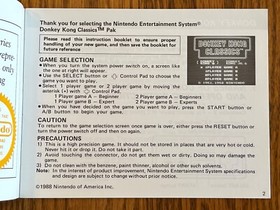 Thank you for selecting the Nintendo Entertainment System®
Donkey Kong Classics™ Pak
Please read this instruction booklet to ensure proper
handling of your new game, and then save the booklet for
future reference
GAME SELECTION
• When you turn the system power switch on, a screen like
the one at right will appear.
• Use the SELECT button or Control Pad to choose the
game you want to play.
• Select 1 player game or 2 player game by moving the
asterisk (*) with Control Pad.
1 Player game A — Beginner 2 Player game A — Beginners
1 Player game B — Expert 2 Player game B — Experts
• When you have decided on the game you want to play, press the START button or
A/B button to begin game.
CAUTION
To return to the game selection screen once game is over, either press the RESET button or
turn the power switch off and then on again.
PRECAUTIONS
1) This is a high precision game. It should not be stored in places that are very hot or cold.
Never hit it or drop it. Do not take it apart.
2) Avoid touching the connector, do not get them wet or dirty. Doing so may damage the
game.
3) Do not clean with benzene, paint thinner, alcohol or other such solvents.
Note: In the interest of product improvement, Nintendo Entertainment System specifications
and design are subject to change without prior notice.
©1988 Nintendo of America Inc.
2
DONKEY KONG
CLASSICS
ries
only
ing